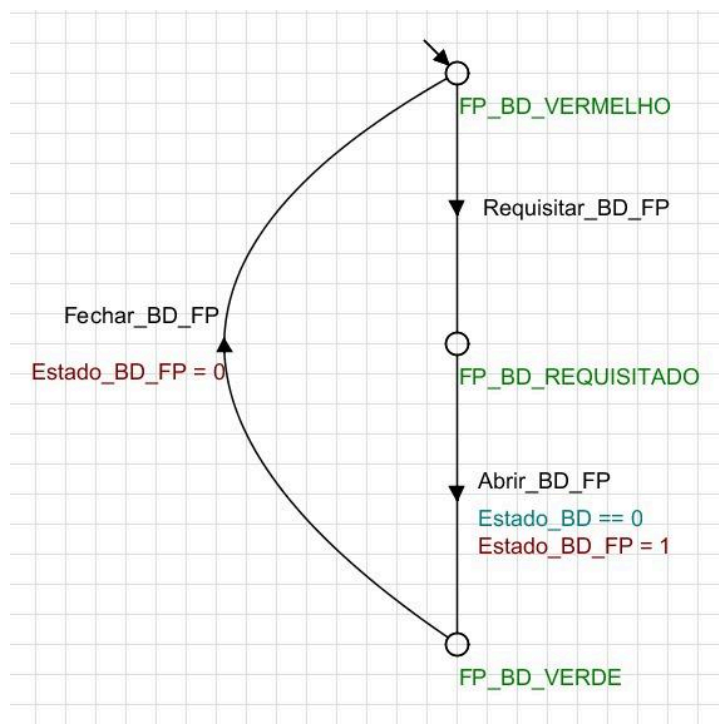 FP_BD_VERMELHO
Requisitar_BD_FP
Fechar_BD_FP
Estado_BD_FP = 0
FP_BD_REQUISITADO
Abrir_BD_FP
Estado_BD == 0
Estado_BD_FP = 1
FP_BD_VERDE